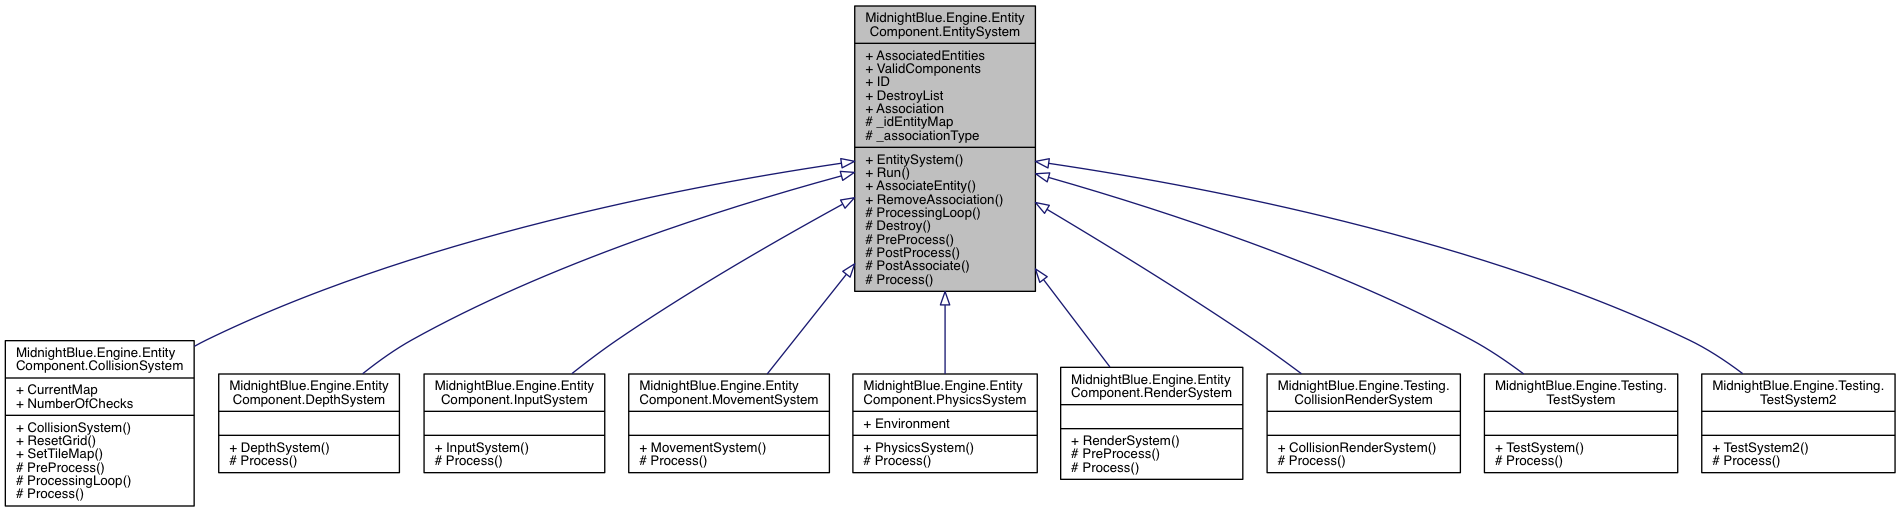 MidnightBlue.Engine.Entity
Component.EntitySystem
+ AssociatedEntities
+ ValidComponents
+ ID
+ DestroyList
+ Association
# _idEntityMap
# _associationType
+ EntitySystem()
+ Run()
+ AssociateEntity()
+ RemoveAssociation()
# ProcessingLoop()
# Destroy()
# PreProcess()
# PostProcess()
# PostAssociate()
# Process()
MidnightBlue.Engine.Entity
Component.CollisionSystem
+ CurrentMap
+ NumberOfChecks
+ CollisionSystem()
+ ResetGrid()
+ SetTileMap()
# PreProcess()
# ProcessingLoop()
# Process()
MidnightBlue.Engine.Entity
Component.DepthSystem
+ DepthSystem()
# Process()
MidnightBlue.Engine.Entity
Component.InputSystem
+ InputSystem()
# Process()
MidnightBlue.Engine.Entity
Component.MovementSystem
+ MovementSystem()
# Process()
MidnightBlue.Engine.Entity
Component.PhysicsSystem
+ Environment
+ PhysicsSystem()
# Process()
MidnightBlue.Engine.Entity
Component.RenderSystem
+ RenderSystem()
# PreProcess()
# Process()
MidnightBlue.Engine.Testing.
CollisionRenderSystem
+ CollisionRenderSystem()
# Process()
MidnightBlue.Engine.Testing.
TestSystem
+ TestSystem()
# Process()
MidnightBlue.Engine.Testing.
TestSystem2
+ TestSystem2()
# Process()